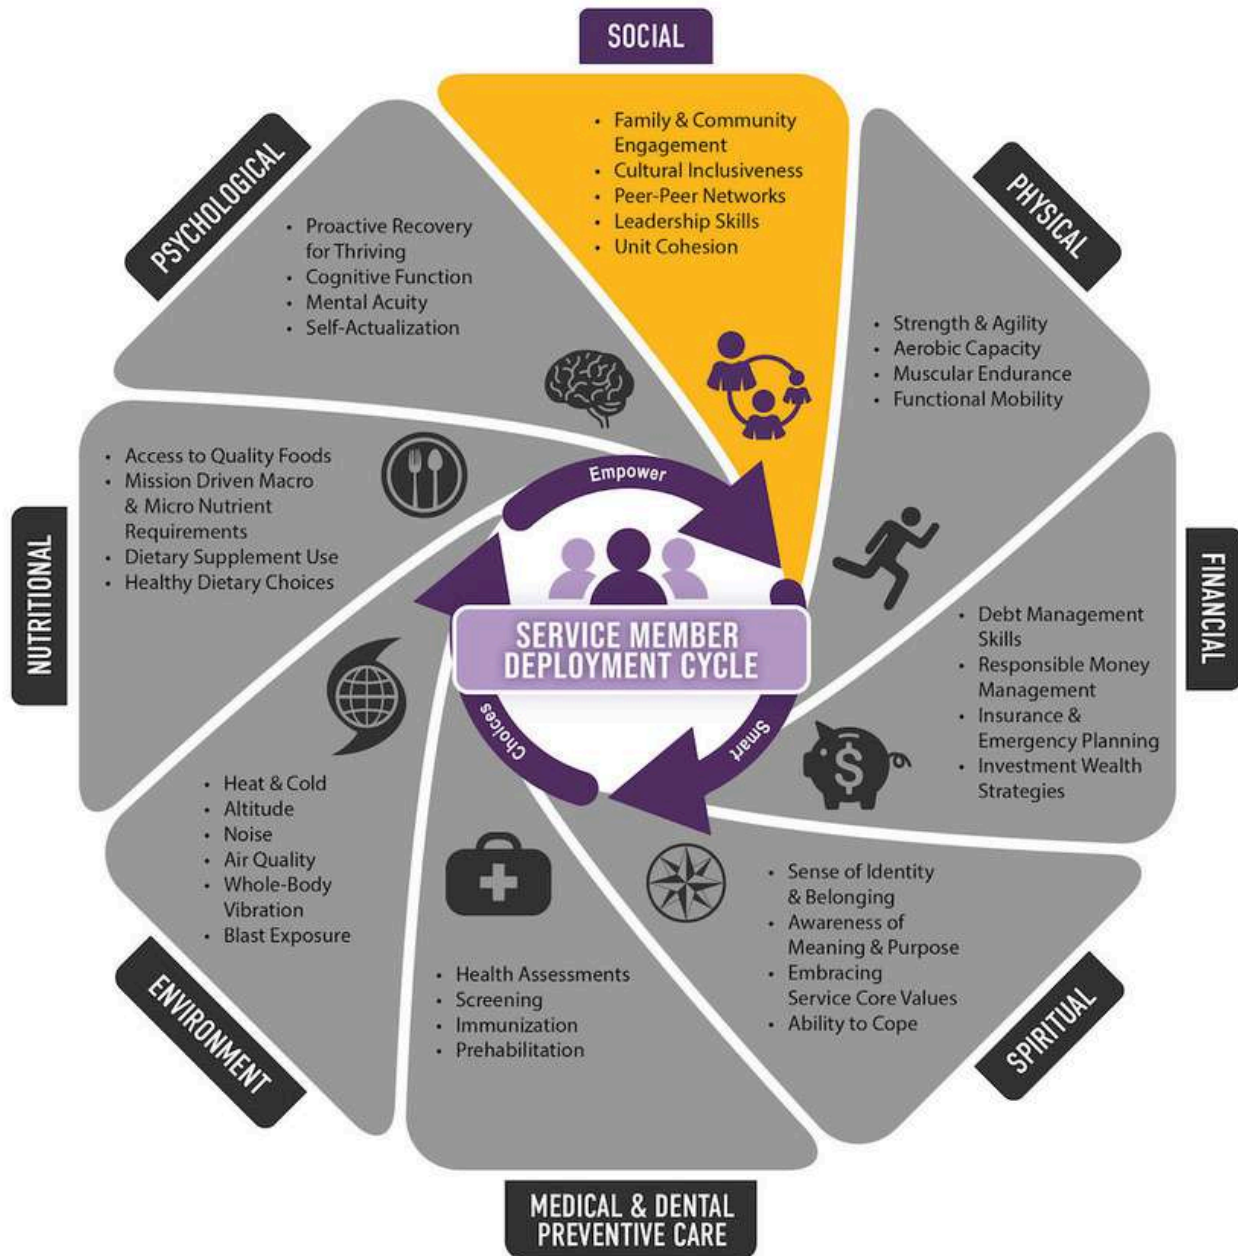 SOCIAL
• Family & Community
Engagement
• Cultural Inclusiveness
• Peer-Peer Networks
• Leadership Skills
• Unit Cohesion
PHYSICAL
• Strength & Agility
• Aerobic Capacity
• Muscular Endurance
• Functional Mobility
FINANCIAL
• Debt Management
Skills
• Responsible Money
Management
• Insurance &
Emergency Planning
• Investment Wealth
Strategies
$
SPIRITUAL
• Sense of Identity
& Belonging
• Awareness of
Meaning & Purpose
• Embracing
Service Core Values
• Ability to Cope
MEDICAL & DENTAL
PREVENTIVE CARE
• Health Assessments
• Screening
• Immunization
• Prehabilitation
ENVIRONMENT
• Heat & Cold
• Altitude
• Noise
• Air Quality
• Whole-Body
Vibration
• Blast Exposure
NUTRITIONAL
• Access to Quality Foods
• Mission Driven Macro
& Micro Nutrient
Requirements
• Dietary Supplement Use
• Healthy Dietary Choices
PSYCHOLOGICAL
• Proactive Recovery
for Thriving
• Cognitive Function
• Mental Acuity
• Self-Actualization
Empower
Smart
Choices
SERVICE MEMBER
DEPLOYMENT CYCLE